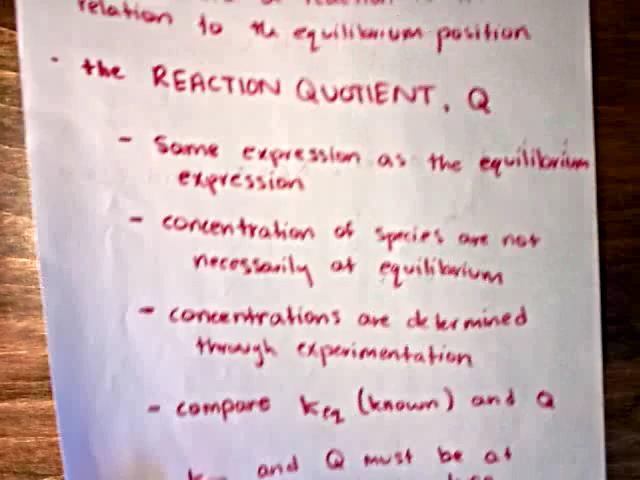 relation to the equilibrium position
· the REACTION QUOTIENT, Q
- Same expression as the equilibrium
expression
- concentration of species are not
necessarily at equilibrium
- concentrations are determined
through experimentation
- compare Keq (known) and Q
and Q must be at